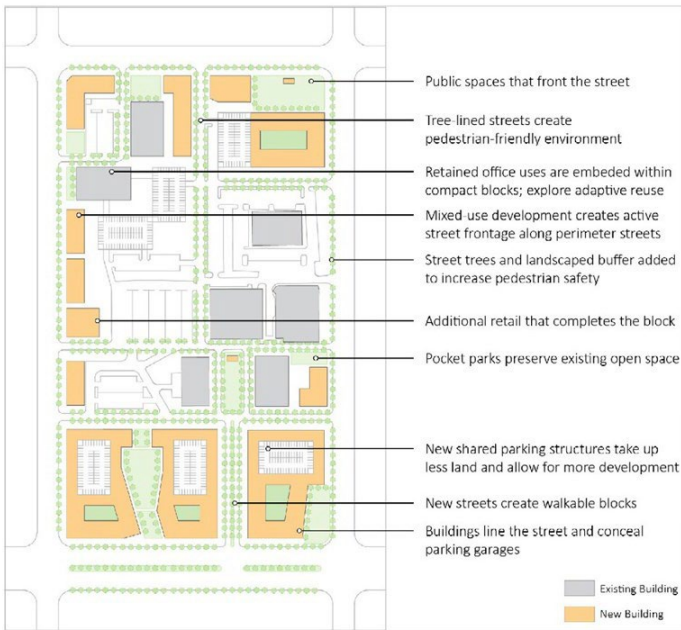 Public spaces that front the street
Tree-lined streets create
pedestrian-friendly environment
Retained office uses are embeded within
compact blocks; explore adaptive reuse
Mixed-use development creates active
street frontage along perimeter streets
Street trees and landscaped buffer added
to increase pedestrian safety
Additional retail that completes the block
Pocket parks preserve existing open space
New shared parking structures take up
less land and allow for more development
New streets create walkable blocks
Buildings line the street and conceal
parking garages
Existing Building
New Building